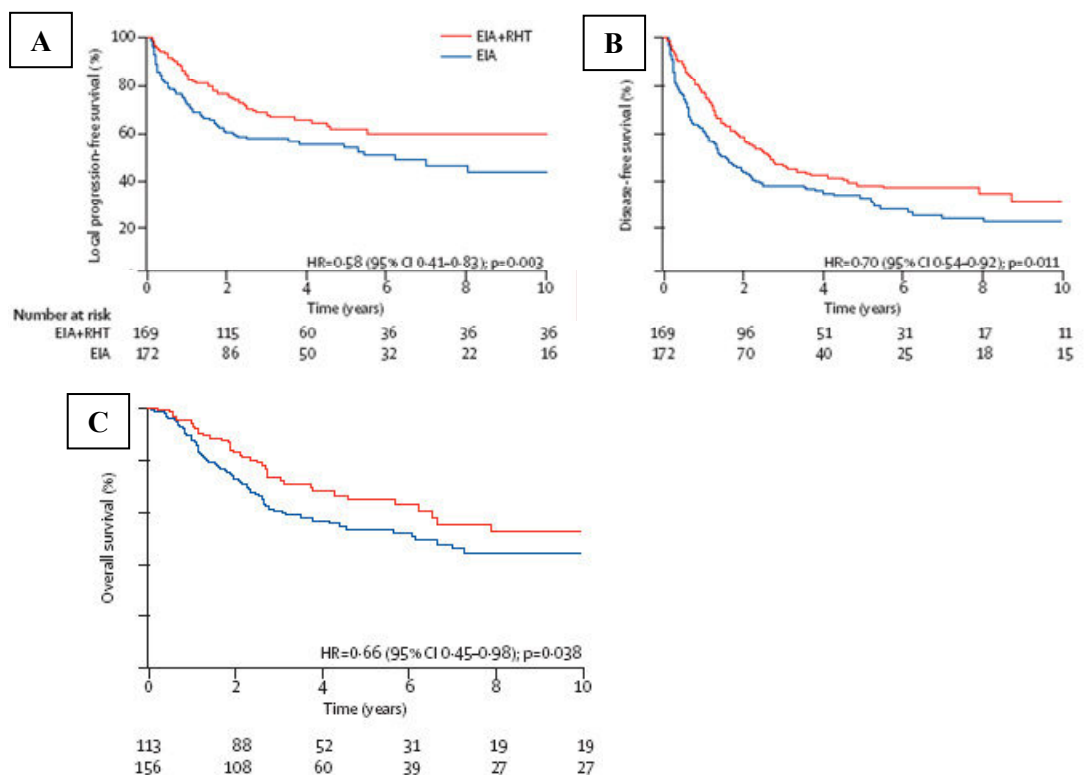 A
Local progression-free survival (%)
100
80
60
40
20
EIA+RHT
EIA
HR=0·58 (95% CI 0·41–0·83); p=0·003
0 2 4 6 8 10
Time (years)
Number at risk
EIA+RHT 169 115 60 36 36 36
EIA 172 86 50 32 22 16
B
Disease-free survival (%)
HR=0·70 (95% CI 0·54–0·92); p=0·011
0 2 4 6 8 10
Time (years)
169 96 51 31 17 11
172 70 40 25 18 15
C
Overall survival (%)
HR=0·66 (95% CI 0·45–0·98); p=0·038
0 2 4 6 8 10
Time (years)
113 88 52 31 19 19
156 108 60 39 27 27